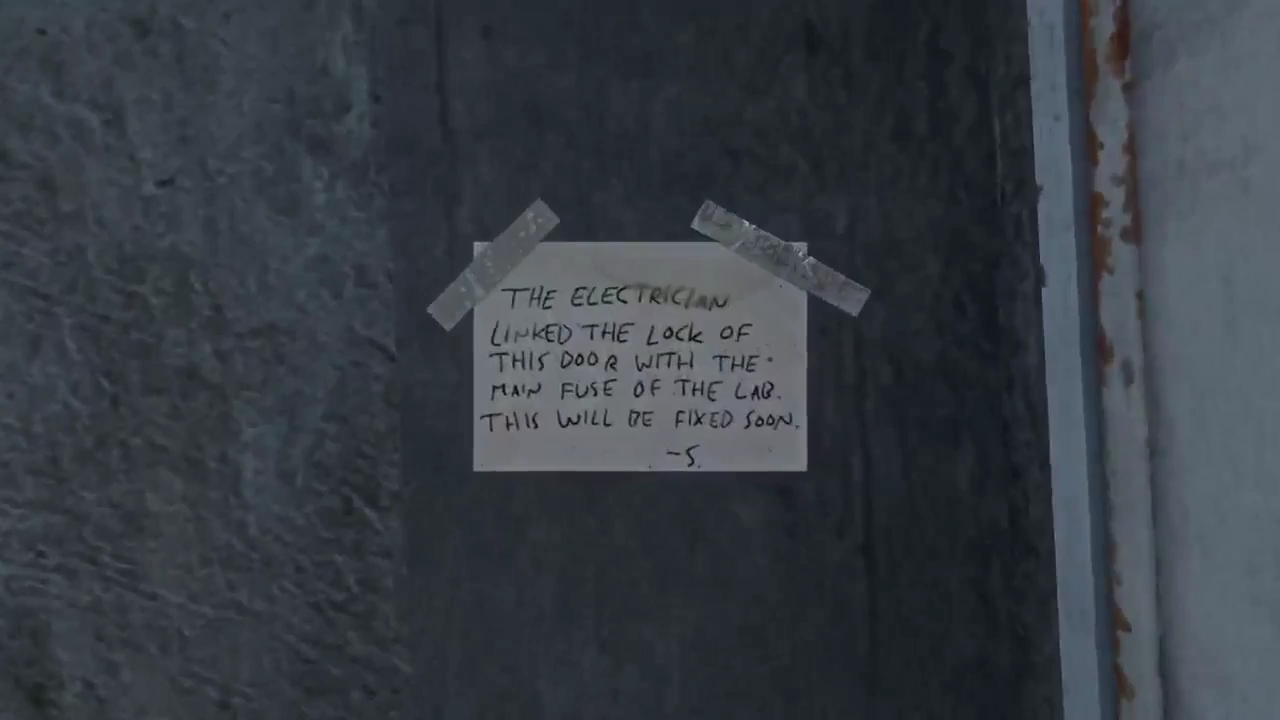 THE ELECTRICIAN
LINKED THE LOCK OF
THIS DOOR WITH THE
MAIN FUSE OF THE LAB.
THIS WILL BE FIXED SOON.
-S.